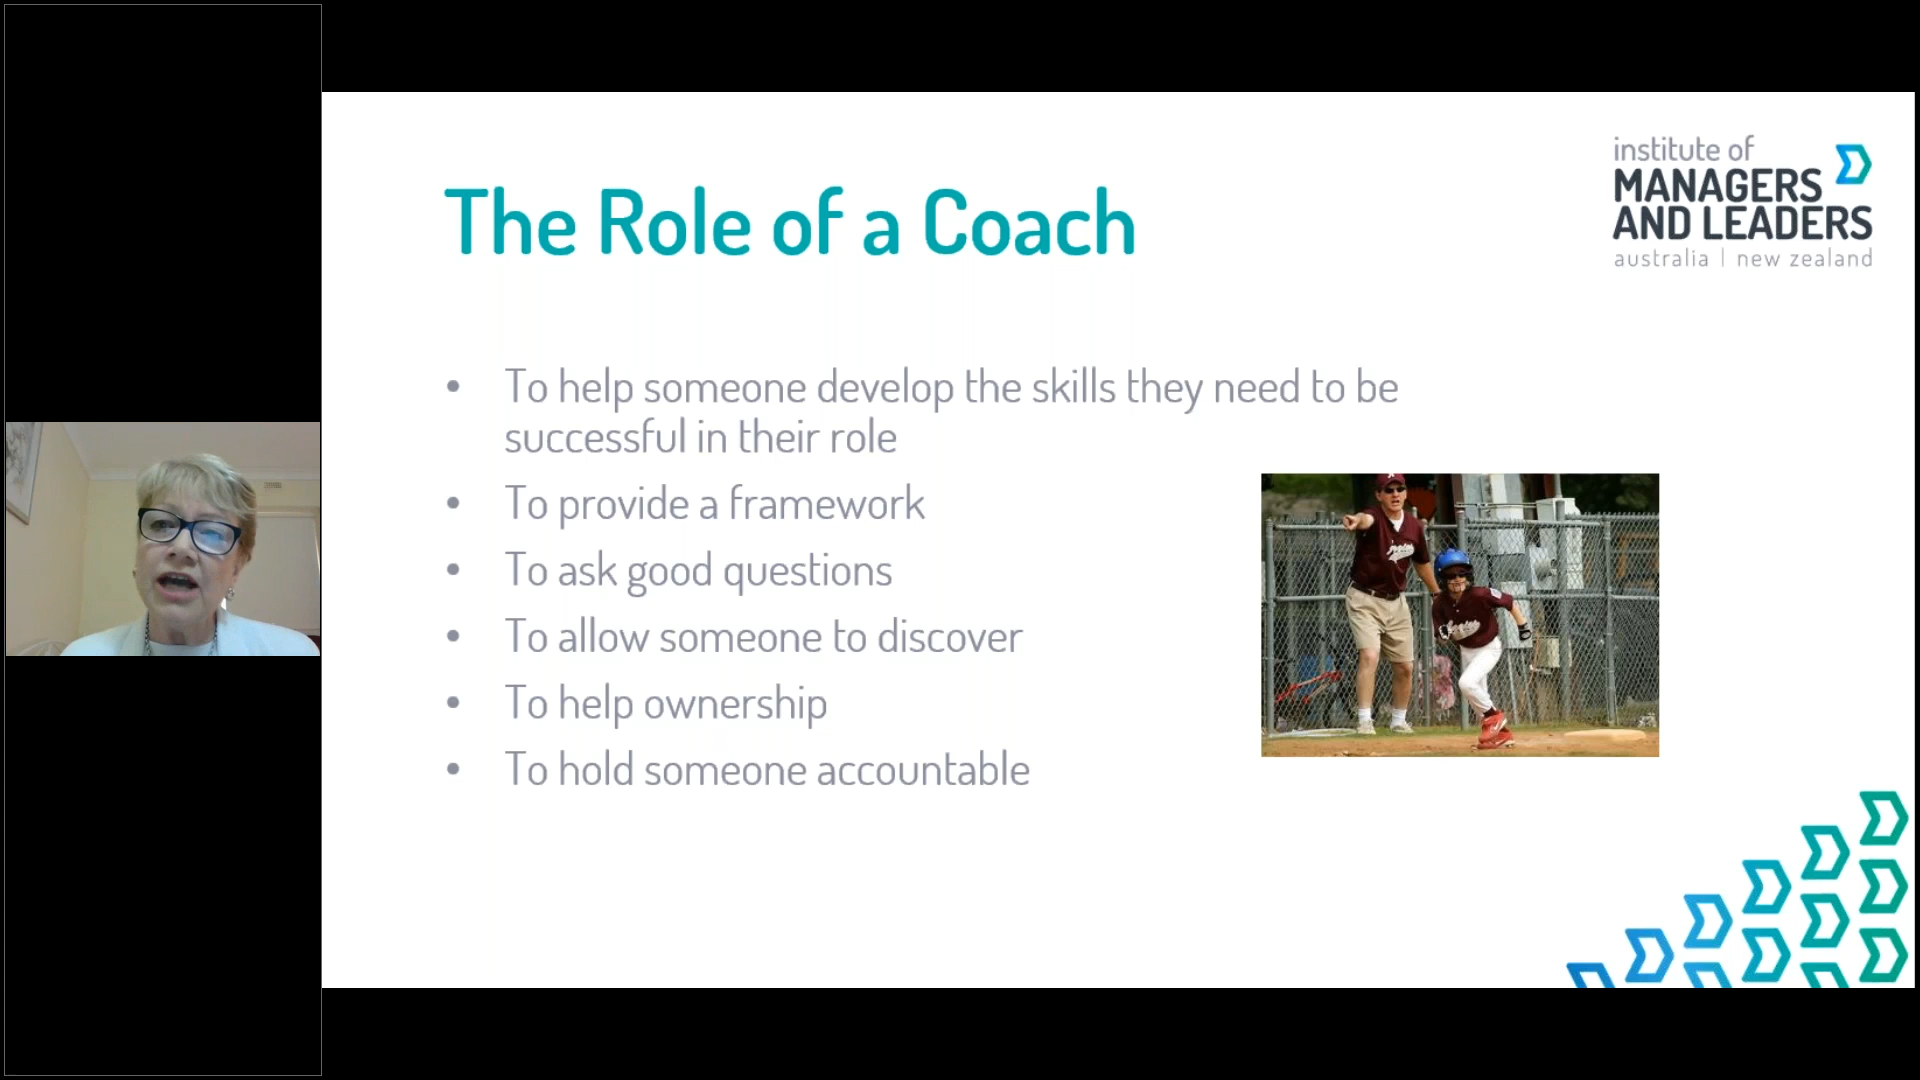 The Role of a Coach
institute of
MANAGERS
AND LEADERS
australia | new zealand
• To help someone develop the skills they need to be
successful in their role
• To provide a framework
• To ask good questions
• To allow someone to discover
• To help ownership
• To hold someone accountable